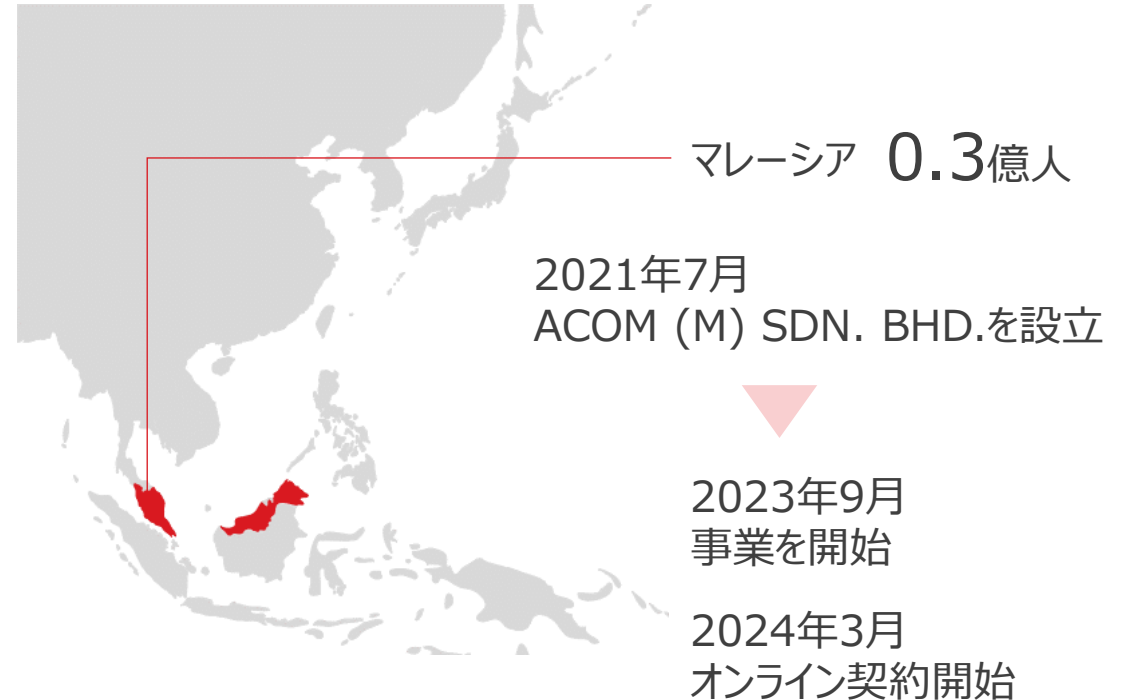 マレーシア 0.3億人
2021年7月
ACOM (M) SDN. BHD.を設立
2023年9月
事業を開始
2024年3月
オンライン契約開始